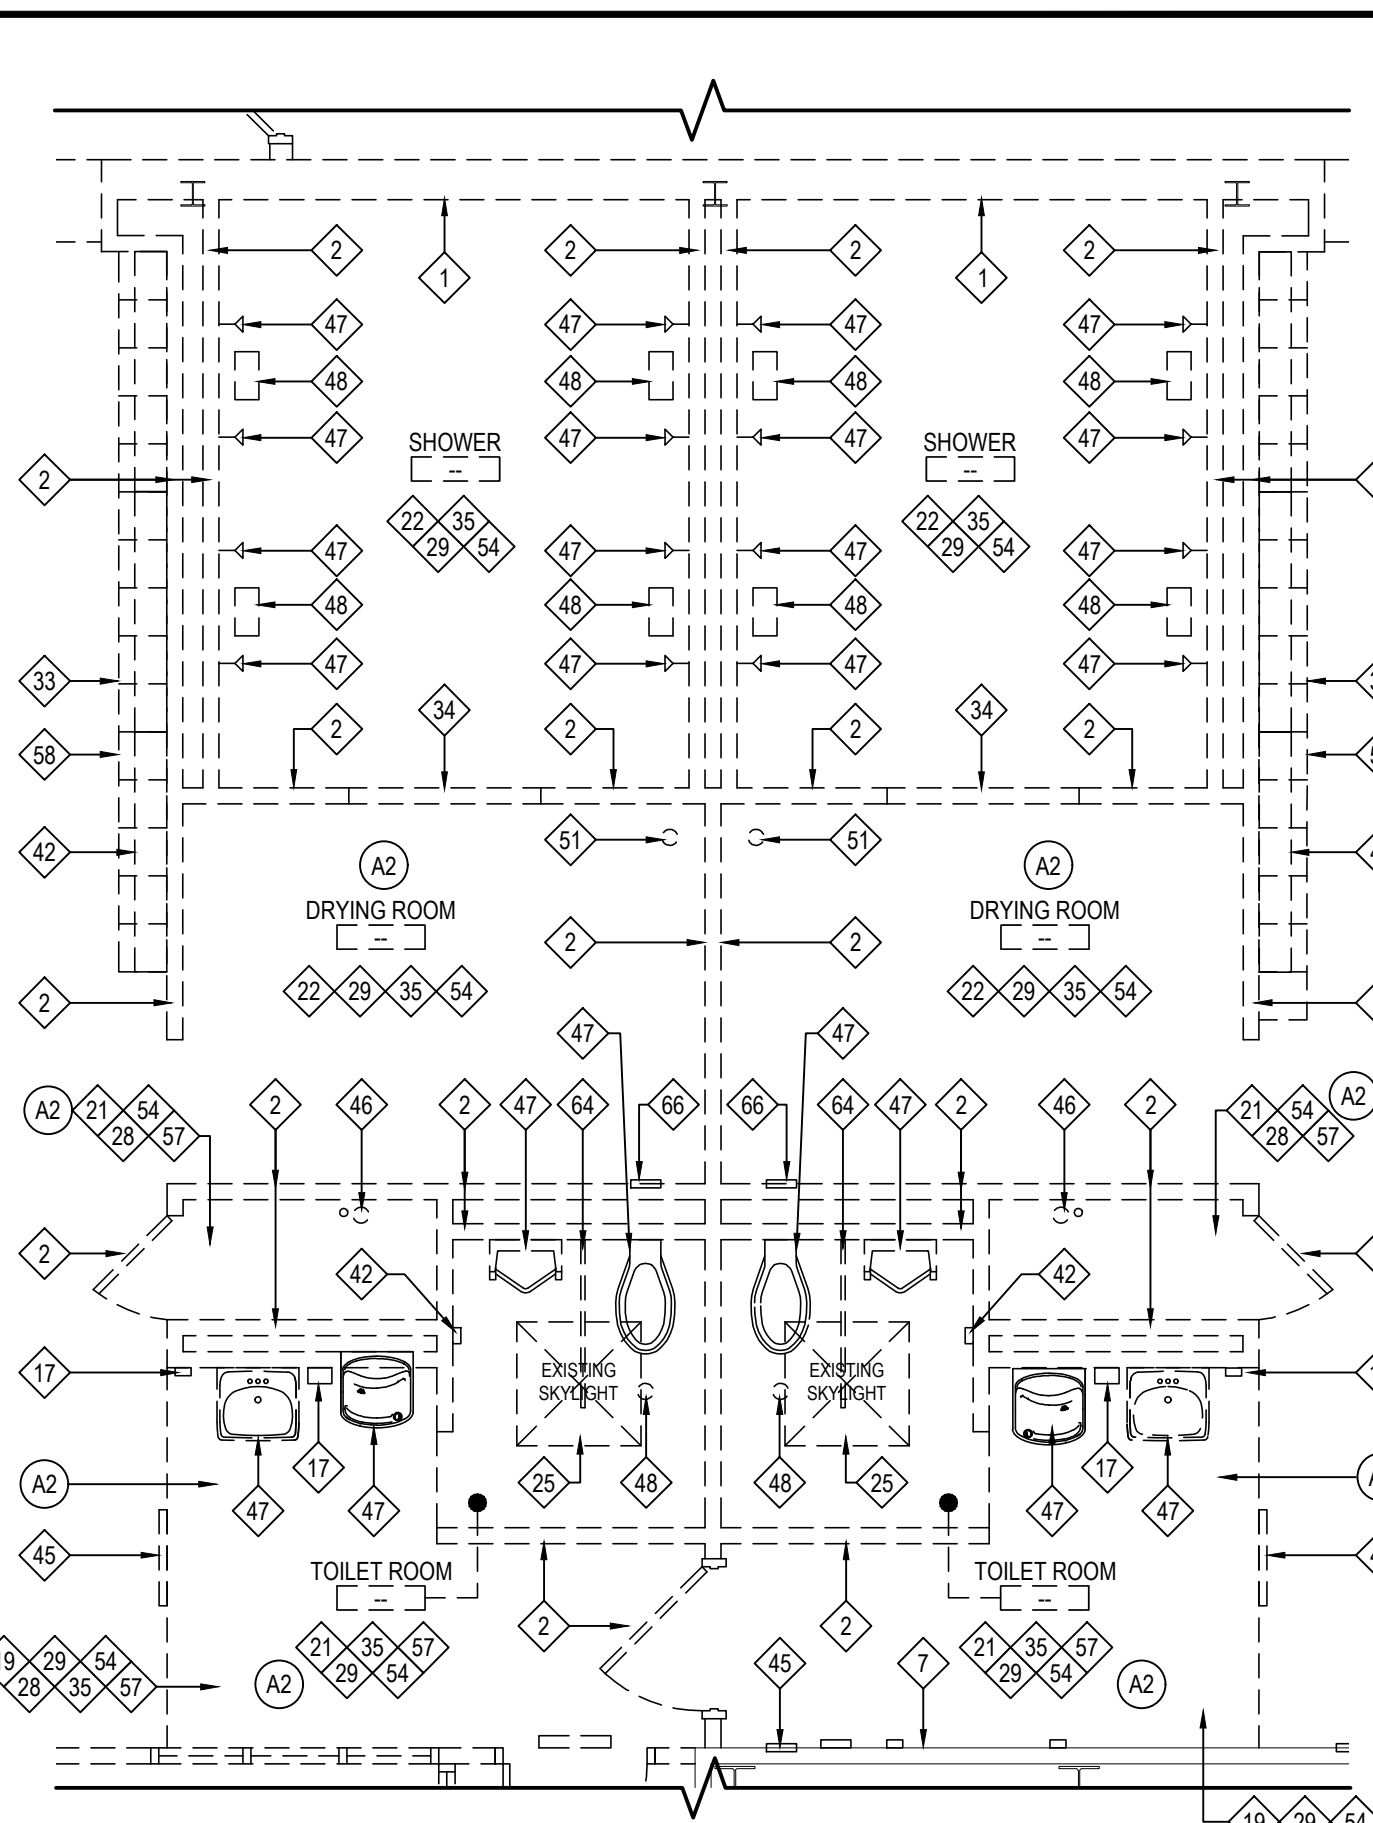 2 2 2 2
1 1
47 47 47 47
48 48 48 48
47 47 47 47
SHOWER SHOWER
-- --
2
22 35 22 35
29 54 29 54
47 47 47 47
48 48 48 48
47 47 47 47
33
34 34
2 2 2 2
58
51 51
42
A2 A2
DRYING ROOM DRYING ROOM
-- --
2 2
22 29 35 54 22 29 35 54
2
47 47
A2 21 54 2 46 2 47 64 66 66 64 47 2 46 2 21 54 A2
28 57 28 57
2
42 42
17
EXISTING EXISTING
SKYLIGHT SKYLIGHT
17 17
A2 25 48 48 25
47 47 47 47
45
TOILET ROOM TOILET ROOM
-- --
2 2
21 35 57 21 35 57
29 54 29 54
29 54 45 7
28 35 57 A2 A2
19 29 54